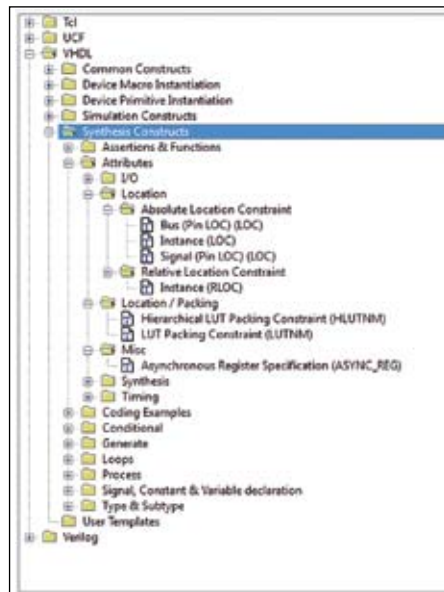 Tcl
UCF
VHDL
Common Constructs
Device Macro Instantiation
Device Primitive Instantiation
Simulation Constructs
Synthesis Constructs
Assertions & Functions
Attributes
I/O
Location
Absolute Location Constraint
Bus (Pin LOC) (LOC)
Instance (LOC)
Signal (Pin LOC) (LOC)
Relative Location Constraint
Instance (RLOC)
Location / Packing
Hierarchical LUT Packing Constraint (HLUTNM)
LUT Packing Constraint (LUTNM)
Misc
Asynchronous Register Specification (ASYNC_REG)
Synthesis
Timing
Coding Examples
Conditional
Generate
Loops
Process
Signal, Constant & Variable declaration
Type & Subtype
User Templates
Verilog